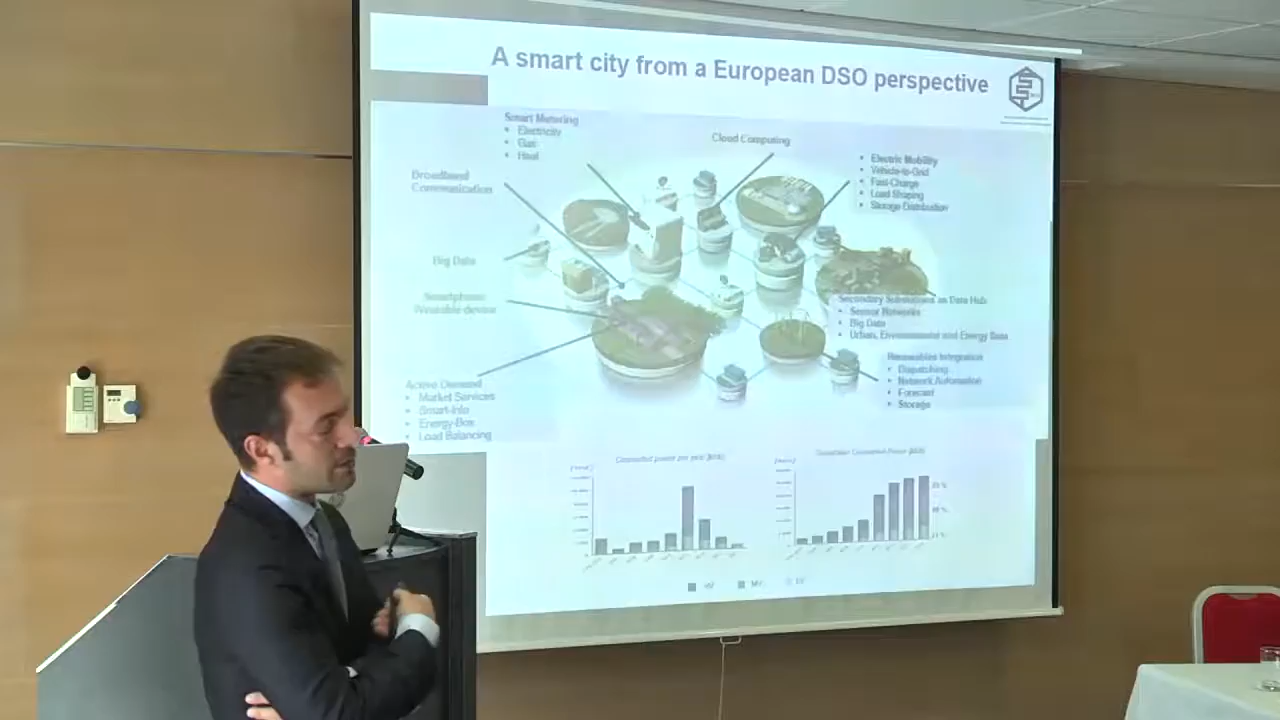 A smart city from a European DSO perspective
Smart Metering
• Electricity
• Gas
• Heat
Cloud Computing
• Electric Mobility
• Vehicle-to-Grid
• Fast-Charge
• Load Shaping
• Storage Distribution
Broadband
Communication
Big Data
Smartphone
Wearable device
Secondary Substations as Data Hub
• Sensor Networks
• Big Data
• Urban, Environmental and Energy Data
Renewables Integration
• Dispatching
• Network Automation
• Forecast
• Storage
Active Demand
• Market Services
• Smart-Info
• Energy-Box
• Load Balancing
HV
MV
LV